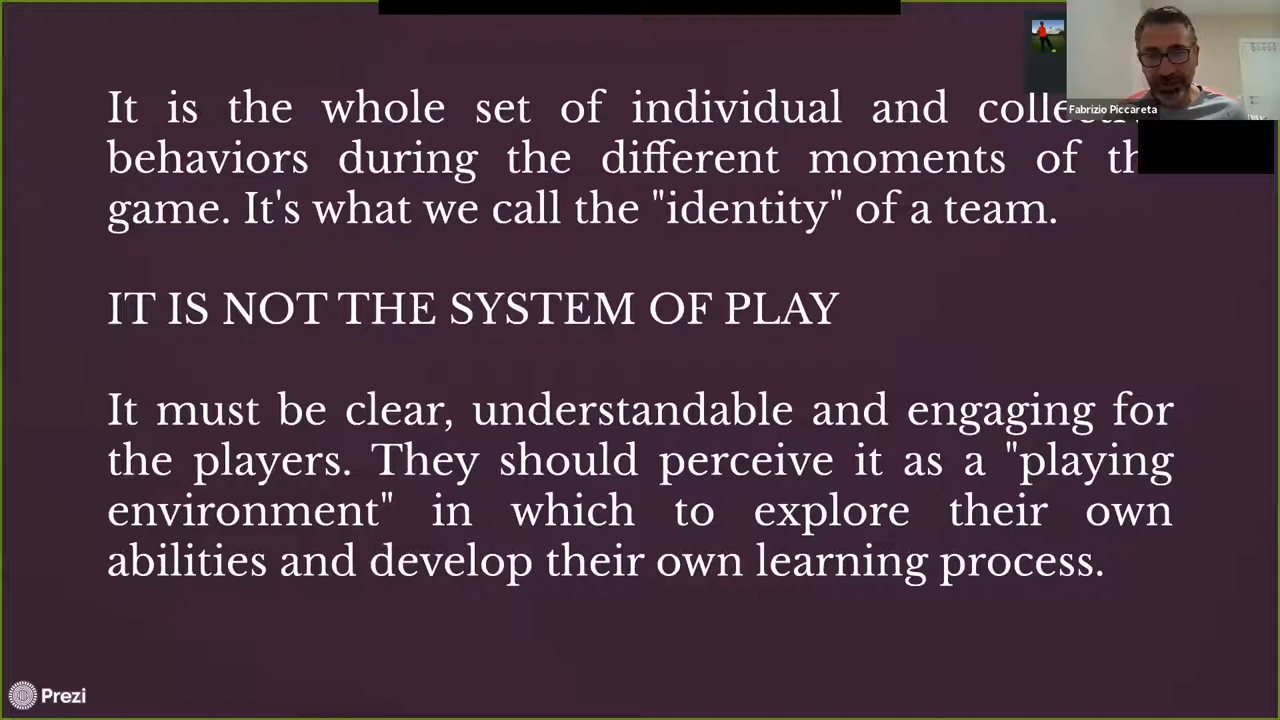 It is the whole set of individual and
behaviors during the different moments of
game. It's what we call the "identity" of a team.
IT IS NOT THE SYSTEM OF PLAY
It must be clear, understandable and engaging for
the players. They should perceive it as a "playing
environment" in which to explore their own
abilities and develop their own learning process.
Fabrizio Piccareta
Prezi